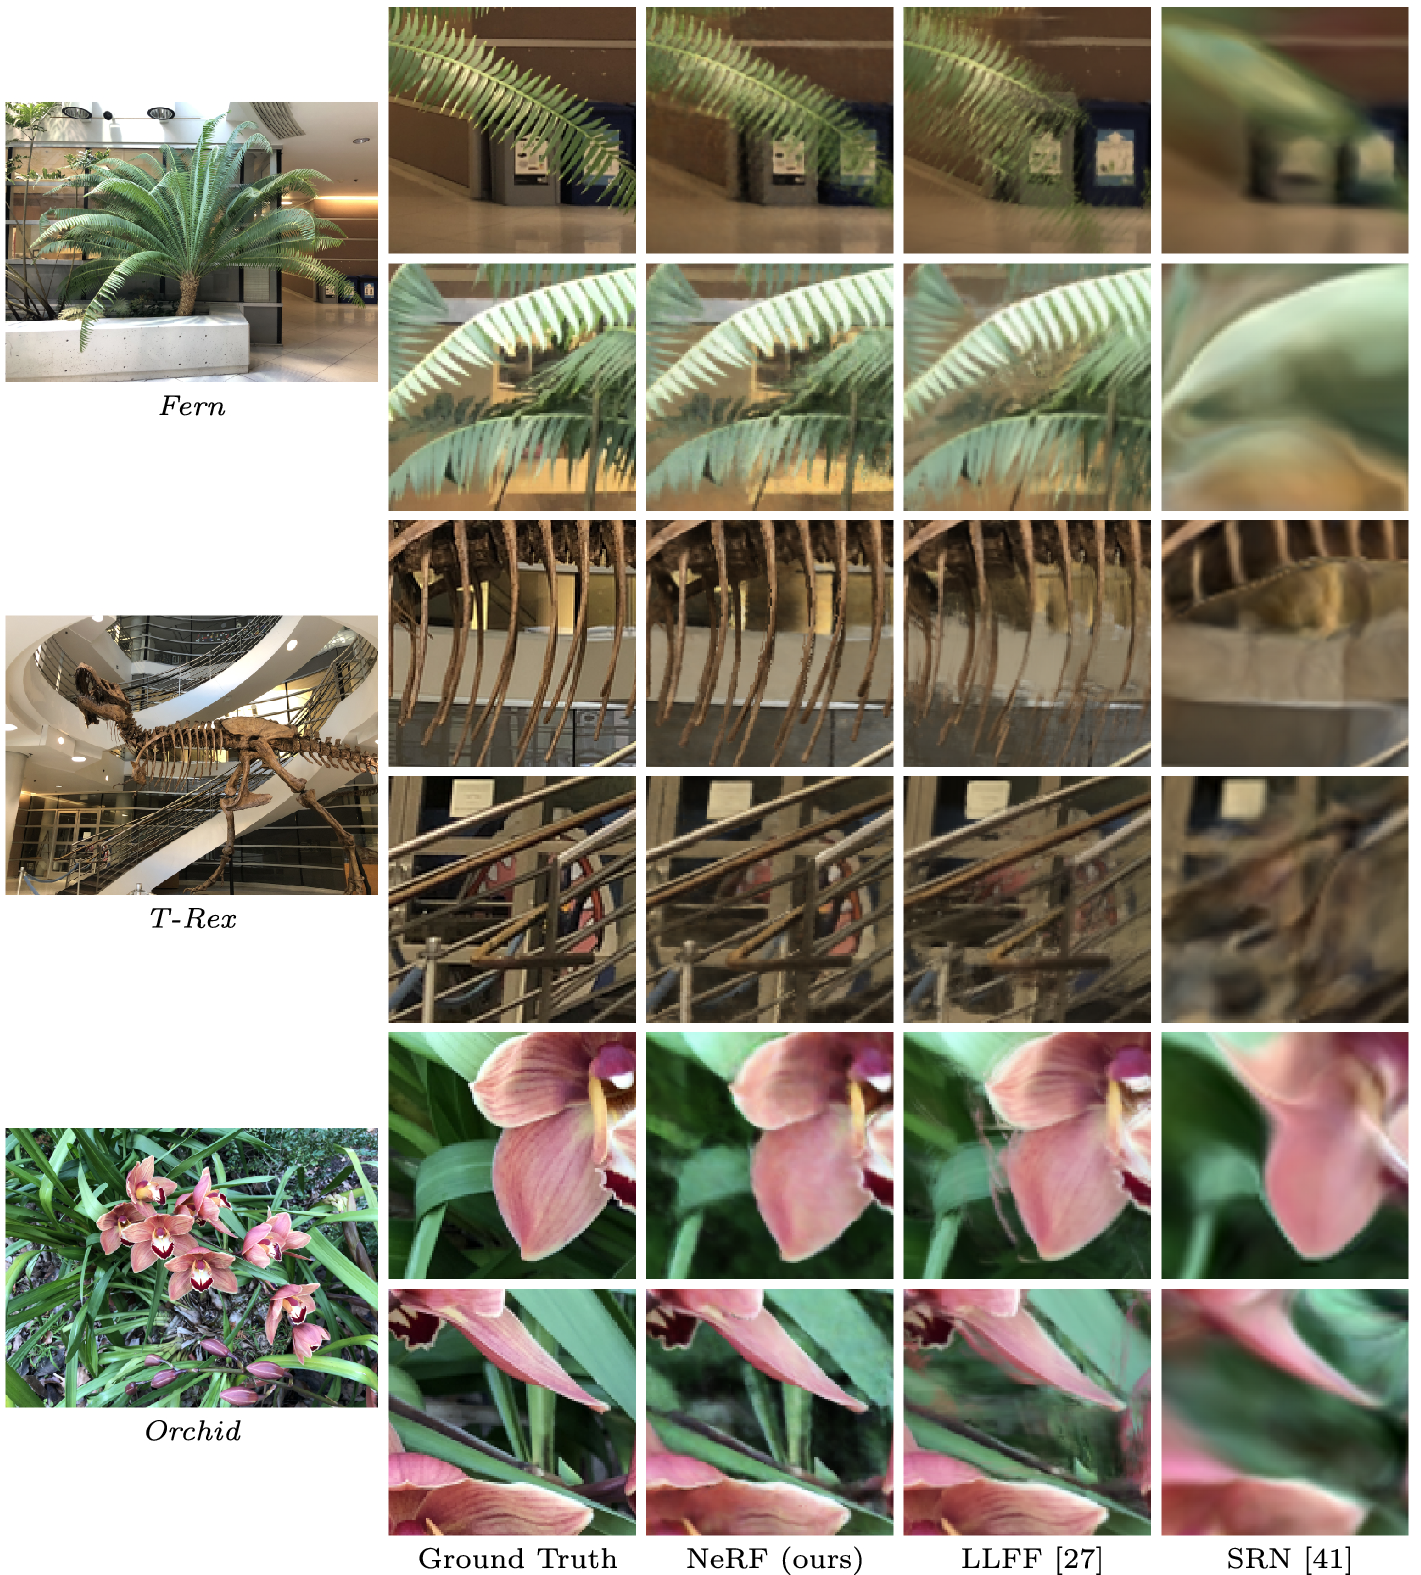 Fern
T-Rex
Orchid
Ground Truth
NeRF (ours)
LLFF [27]
SRN [41]